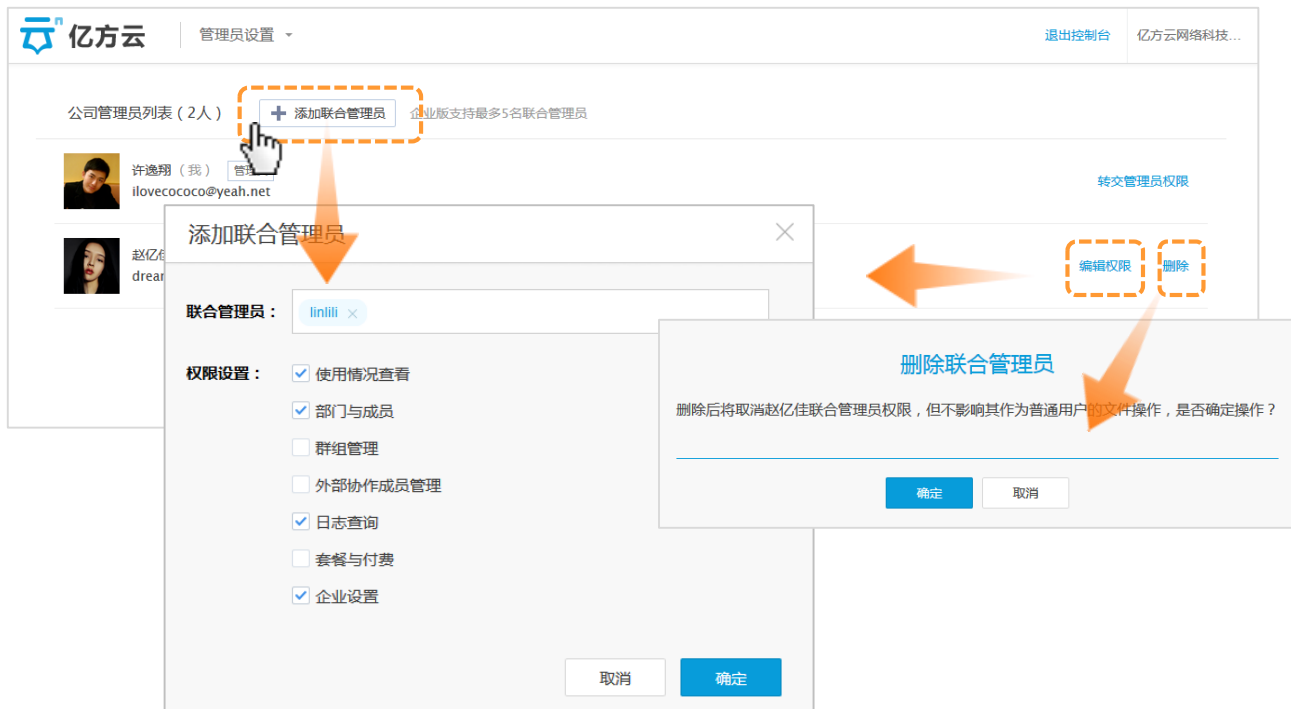 亿方云 管理员设置 退出控制台 亿方云网络科技...
公司管理员列表（2人） 添加联合管理员 企业版支持最多5名联合管理员
许逸翔（我）
ilovecococo@yeah.net
转交管理员权限
赵亿
编辑权限 删除
添加联合管理员
联合管理员： linlili
权限设置：
使用情况查看
部门与成员
群组管理
外部协作成员管理
日志查询
套餐与付费
企业设置
取消 确定
删除联合管理员
删除后将取消赵亿佳联合管理员权限，但不影响其作为普通用户的文件操作，是否确定操作？
确定 取消